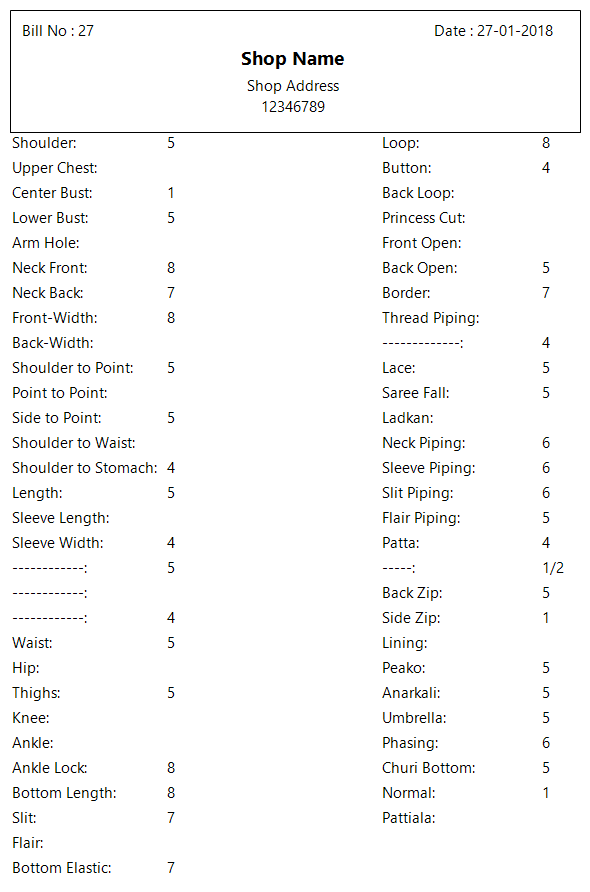 Bill No : 27 Date : 27-01-2018
Shop Name
Shop Address
12346789
Shoulder: 5 Loop: 8
Upper Chest: Button: 4
Center Bust: 1 Back Loop:
Lower Bust: 5 Princess Cut:
Arm Hole: Front Open:
Neck Front: 8 Back Open: 5
Neck Back: 7 Border: 7
Front-Width: 8 Thread Piping:
Back-Width: -------------: 4
Shoulder to Point: 5 Lace: 5
Point to Point: Saree Fall: 5
Side to Point: 5 Ladkan:
Shoulder to Waist: Neck Piping: 6
Shoulder to Stomach: 4 Sleeve Piping: 6
Length: 5 Slit Piping: 6
Sleeve Length: Flair Piping: 5
Sleeve Width: 4 Patta: 4
------------: 5 -----: 1/2
------------: Back Zip: 5
------------: 4 Side Zip: 1
Waist: 5 Lining:
Hip: Peako: 5
Thighs: 5 Anarkali: 5
Knee: Umbrella: 5
Ankle: Phasing: 6
Ankle Lock: 8 Churi Bottom: 5
Bottom Length: 8 Normal: 1
Slit: 7 Pattiala:
Flair:
Bottom Elastic: 7